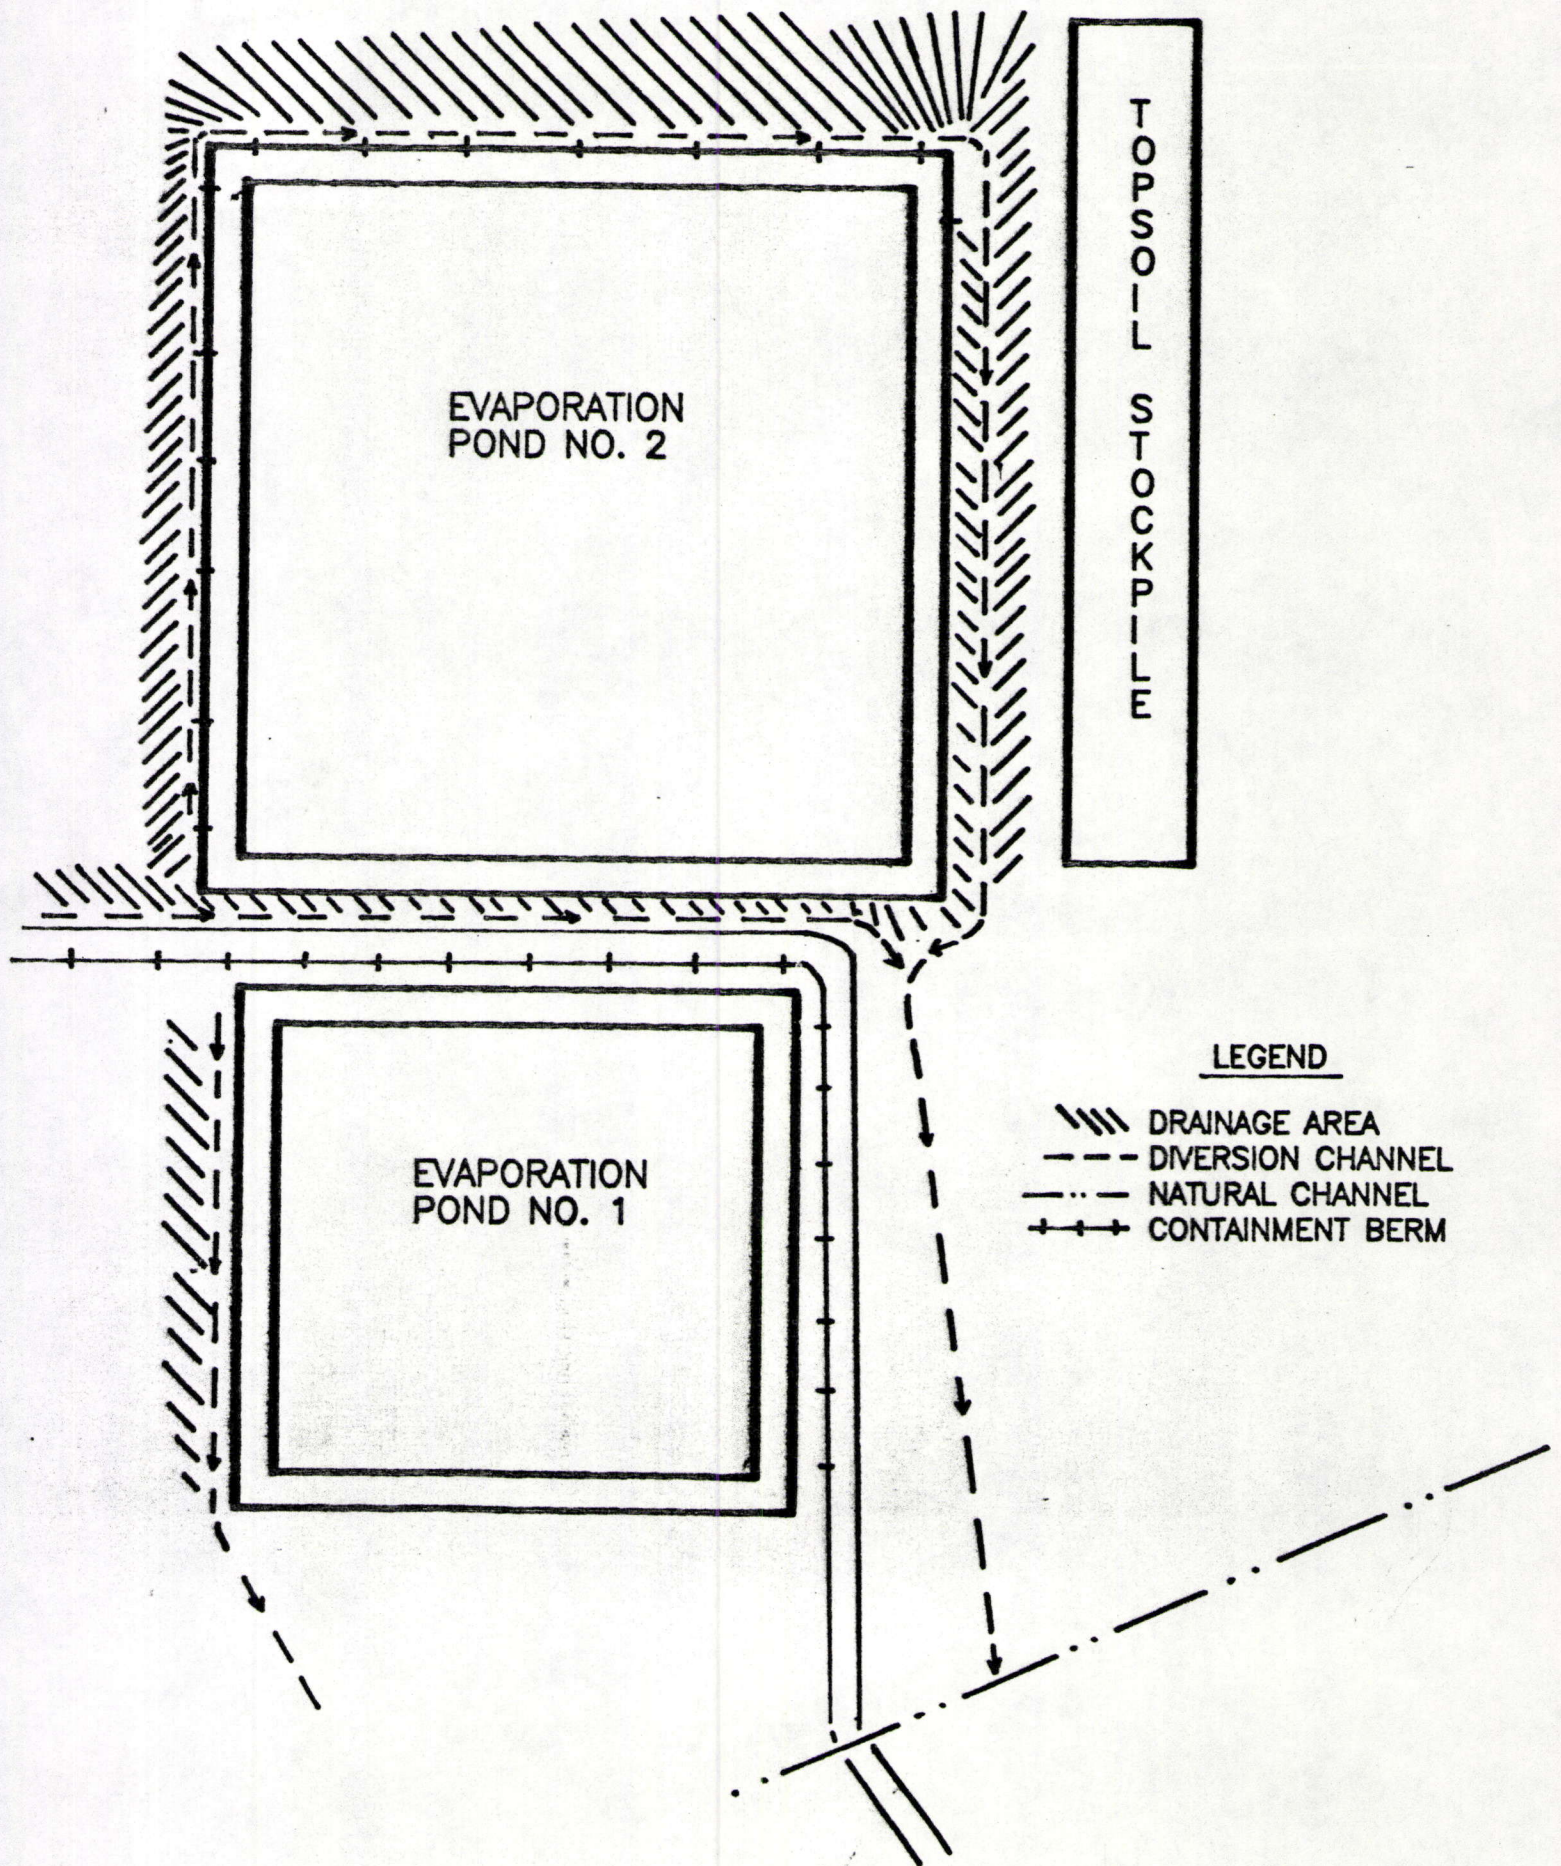 TOPSOIL STOCKPILE
EVAPORATION
POND NO. 2
EVAPORATION
POND NO. 1
LEGEND
DRAINAGE AREA
DIVERSION CHANNEL
NATURAL CHANNEL
CONTAINMENT BERM